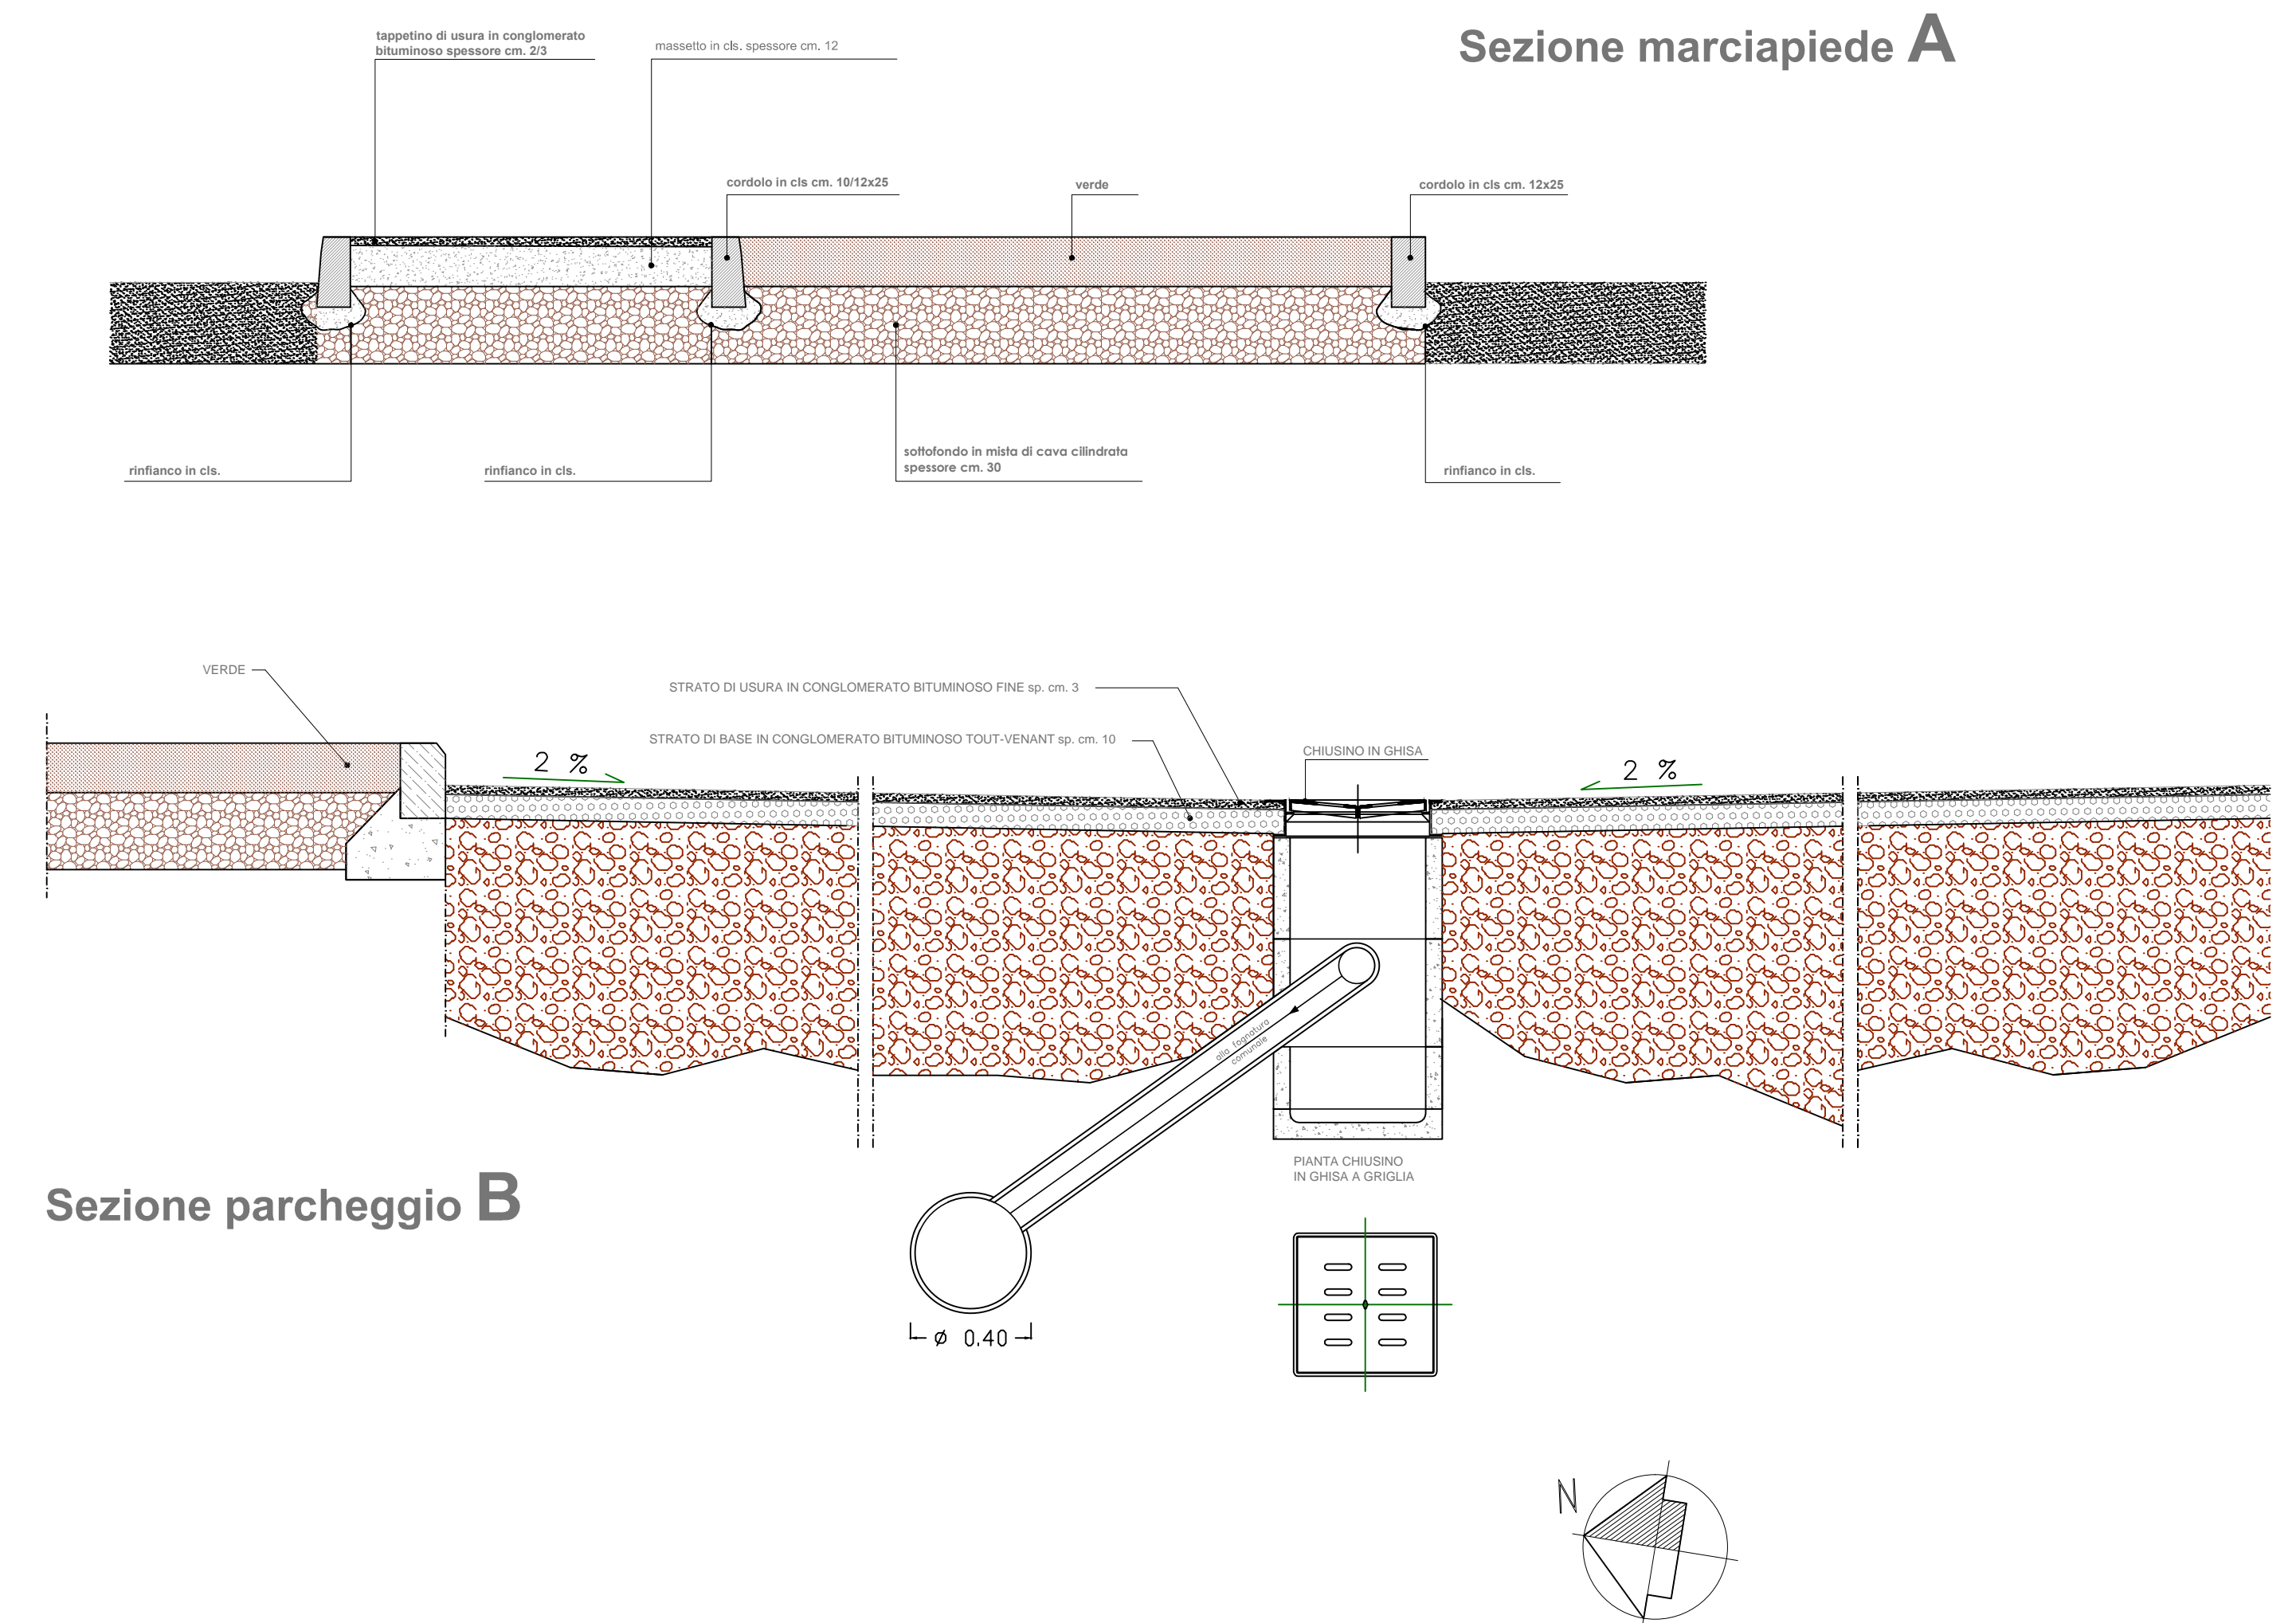 Sezione marciapiede A
tappetino di usura in conglomerato
bituminoso spessore cm. 2/3
massetto in cls. spessore cm. 12
cordolo in cls cm. 10/12x25
verde
cordolo in cls cm. 12x25
rinfianco in cls.
rinfianco in cls.
sottofondo in mista di cava cilindrata
spessore cm. 30
rinfianco in cls.
VERDE
STRATO DI USURA IN CONGLOMERATO BITUMINOSO FINE sp. cm. 3
STRATO DI BASE IN CONGLOMERATO BITUMINOSO TOUT-VENANT sp. cm. 10
CHIUSINO IN GHISA
2 %
2 %
alla fognatura
comunale
PIANTA CHIUSINO
IN GHISA A GRIGLIA
Sezione parcheggio B
ø 0.40
N